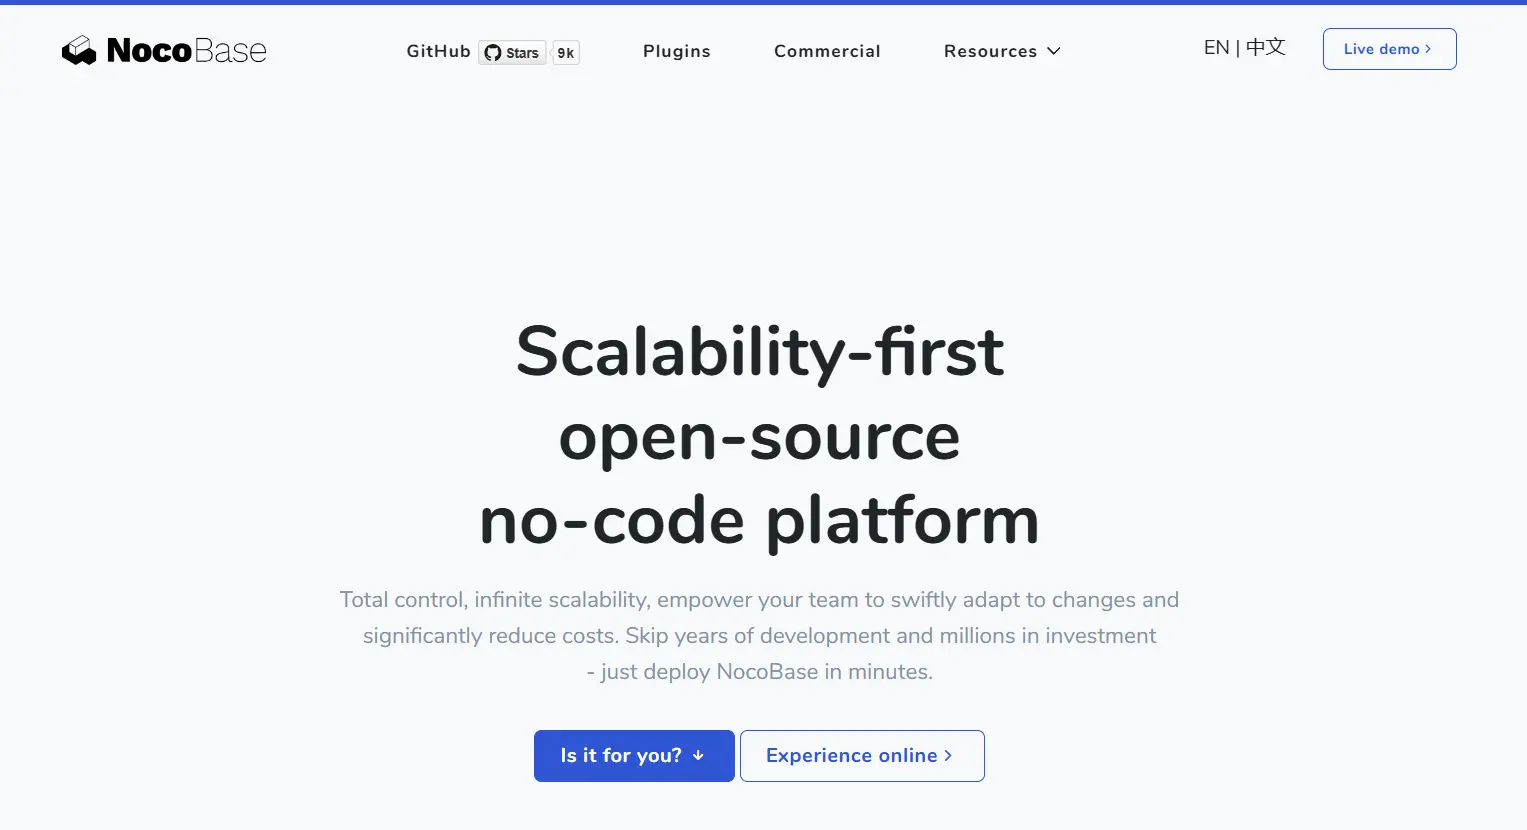 NocoBase
GitHub Stars 9k Plugins Commercial Resources EN | 中文 Live demo
Scalability-first
open-source
no-code platform
Total control, infinite scalability, empower your team to swiftly adapt to changes and
significantly reduce costs. Skip years of development and millions in investment
- just deploy NocoBase in minutes.
Is it for you? Experience online